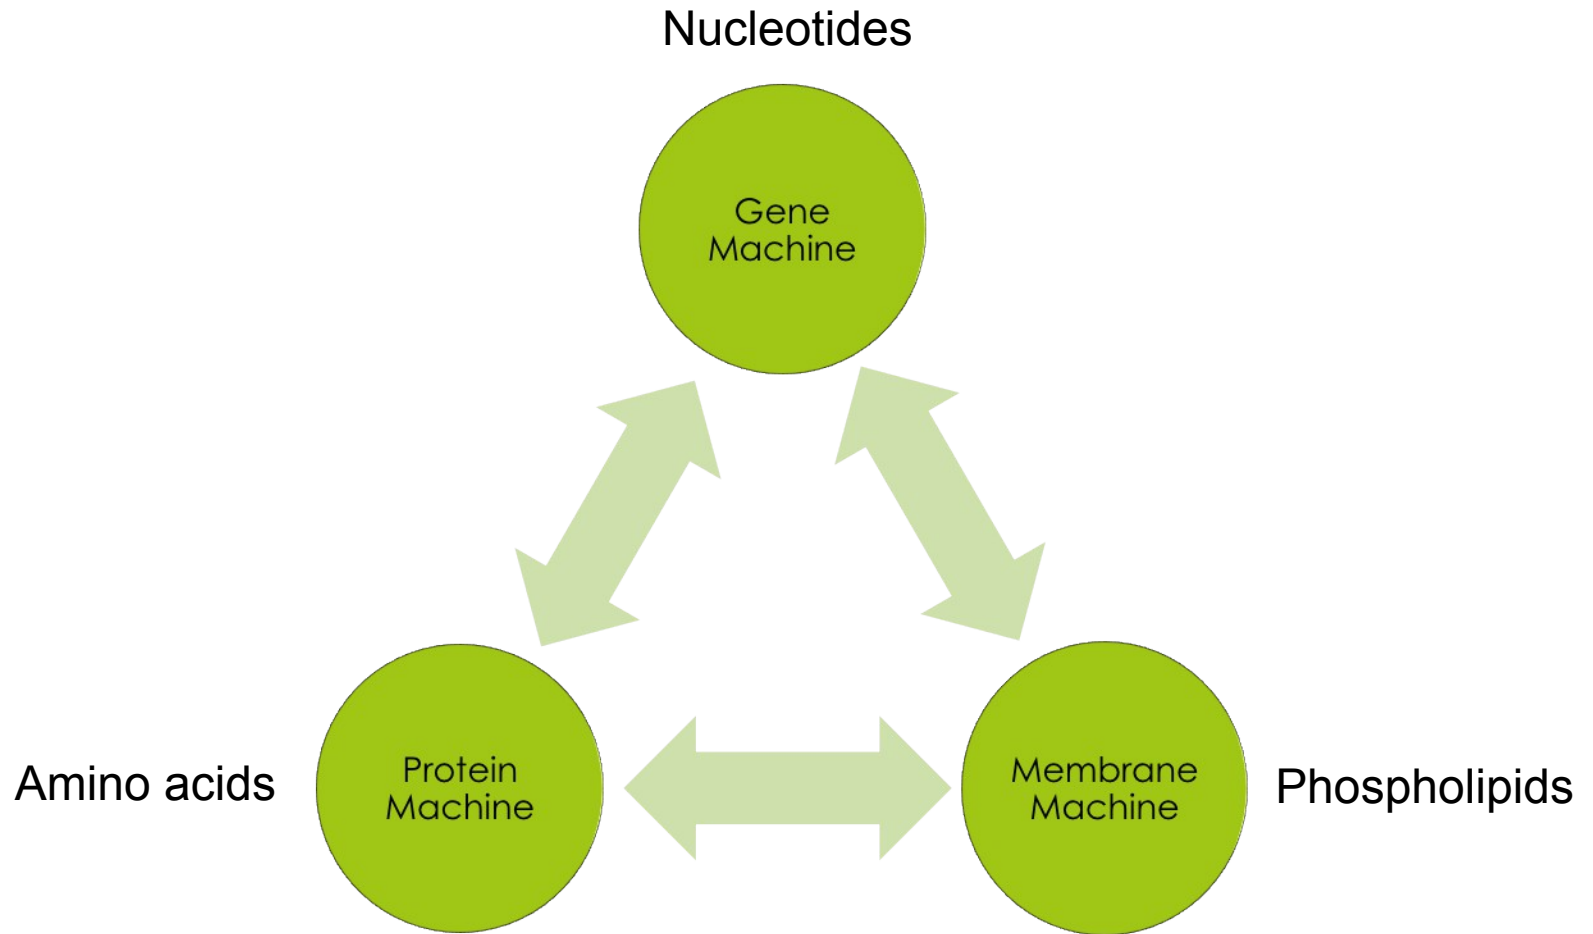 Nucleotides
Gene
Machine
Amino acids
Protein
Machine
Membrane
Machine
Phospholipids